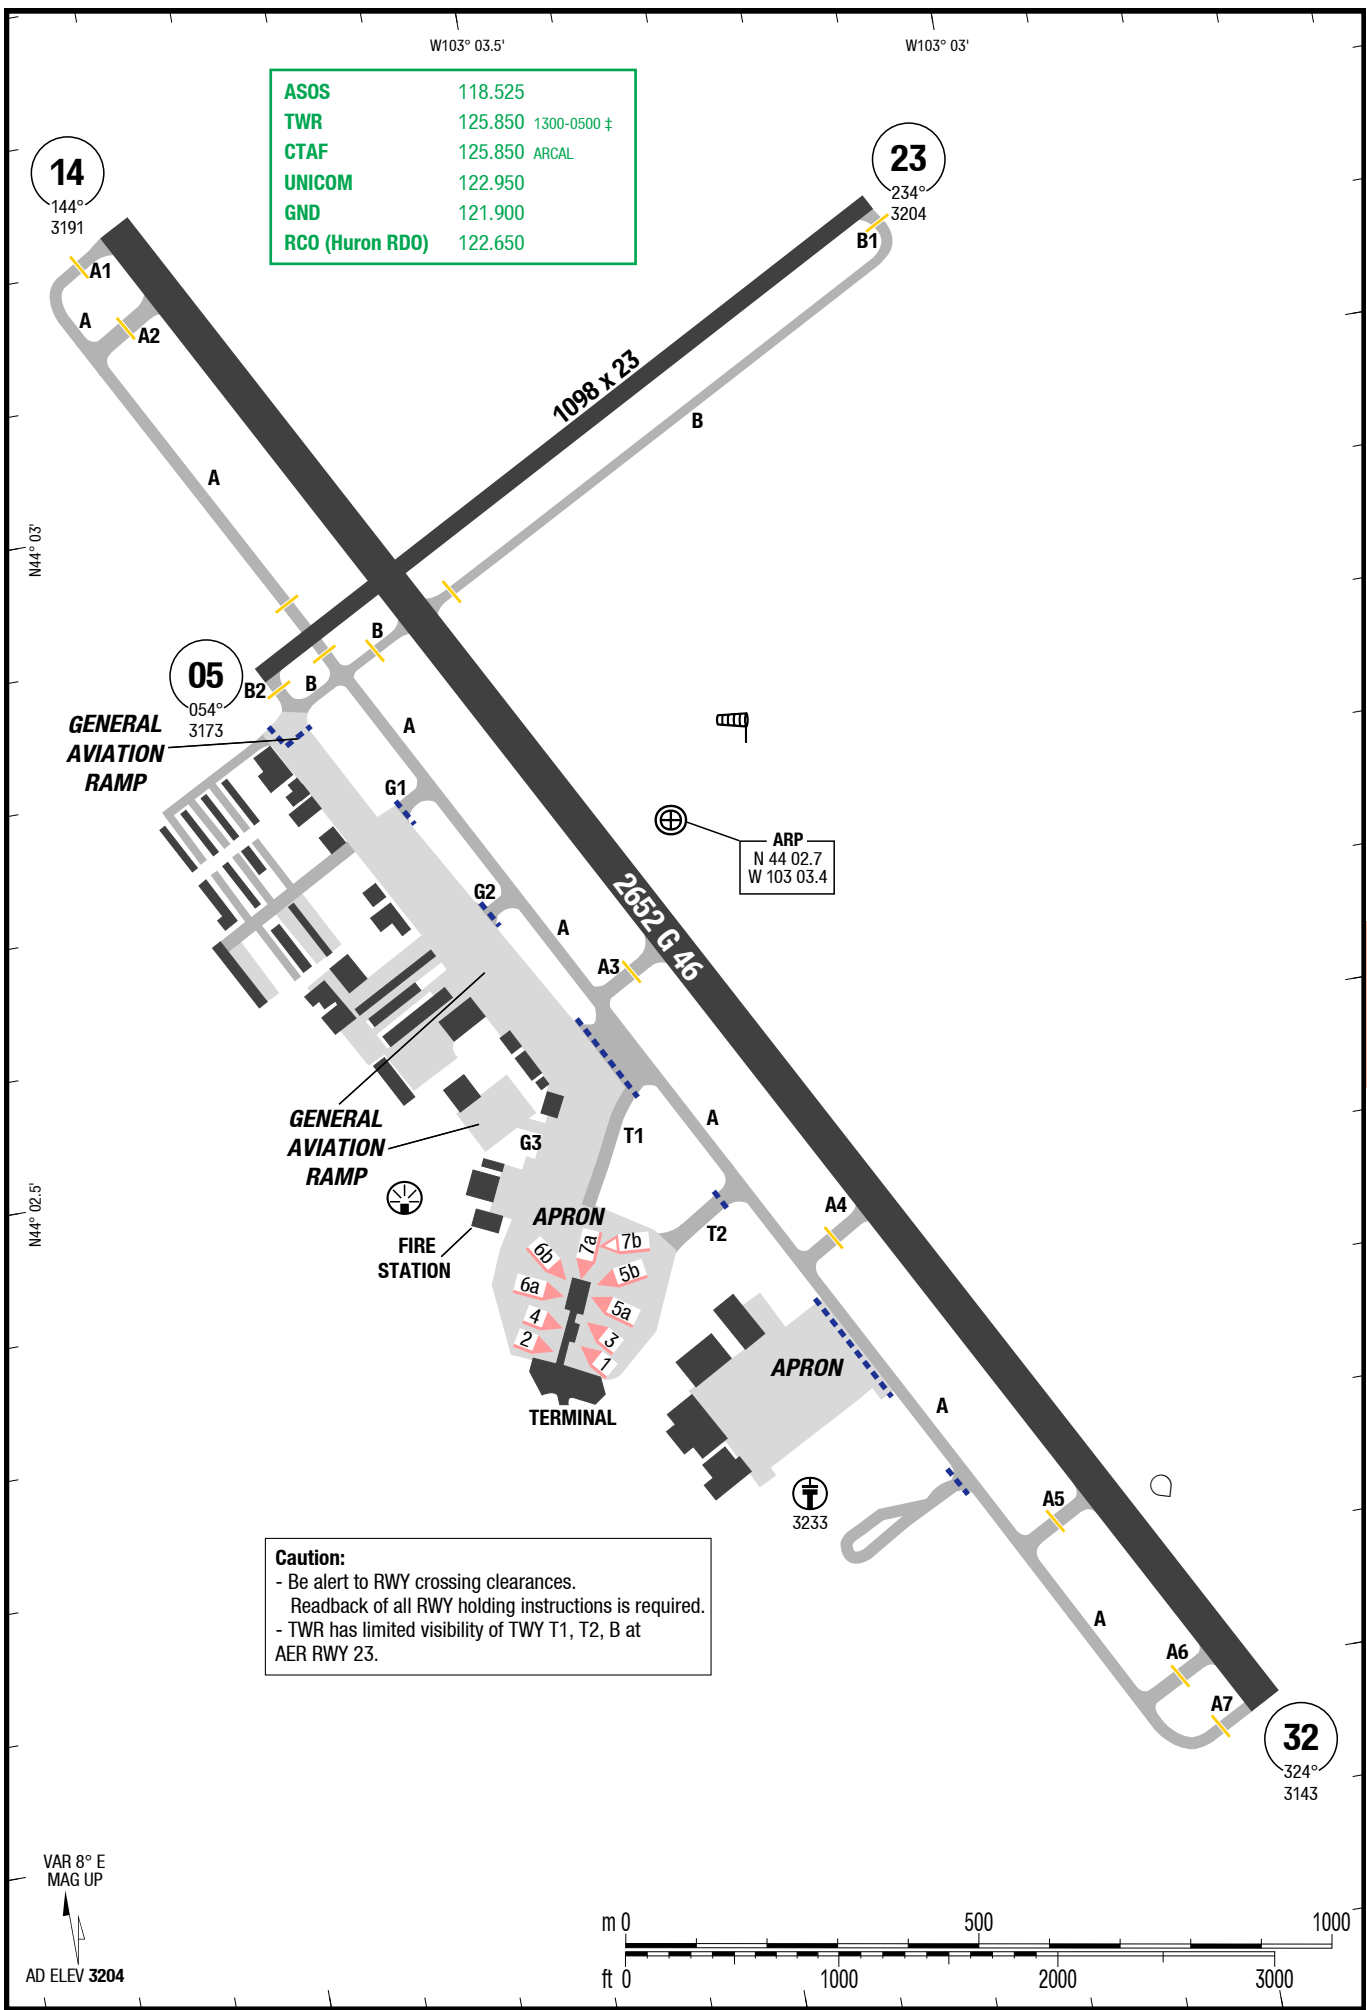 W103° 03.5'
W103° 03'
ASOS 118.525
TWR 125.850 1300-0500 ‡
CTAF 125.850 ARCAL
UNICOM 122.950
GND 121.900
RCO (Huron RDO) 122.650
14
144°
3191
23
234°
3204
B1
A1
A
A2
1098 x 23
B
A
N44° 03'
B
05
054°
3173
B2
B
A
GENERAL
AVIATION
RAMP
G1
ARP
N 44 02.7
W 103 03.4
G2
2652 G 46
A
A3
GENERAL
AVIATION
RAMP
G3
T1
A
N44° 02.5'
APRON
T2
A4
FIRE
STATION
6b
7a
7b
5b
6a
5a
4
3
2
1
APRON
TERMINAL
A
3233
A5
Caution:
- Be alert to RWY crossing clearances.
Readback of all RWY holding instructions is required.
- TWR has limited visibility of TWY T1, T2, B at
AER RWY 23.
A
A6
A7
32
324°
3143
VAR 8° E
MAG UP
AD ELEV 3204
m 0 500 1000
ft 0 1000 2000 3000